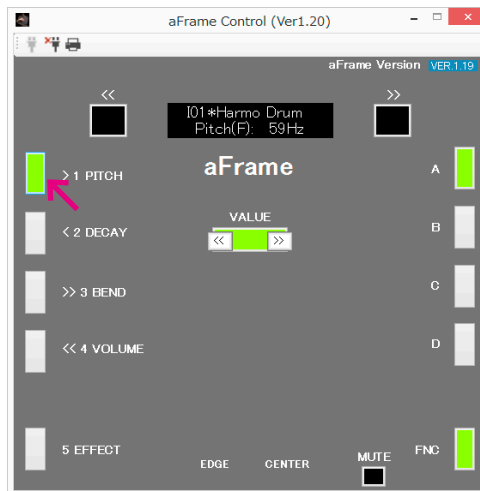 aFrame Control (Ver1.20)
aFrame Version VER.1.19
<< >>
I01*Harmo Drum
Pitch(F): 59Hz
aFrame
>1 PITCH
A
VALUE
<< >>
<2 DECAY
B
>>3 BEND
C
<<4 VOLUME
D
5 EFFECT
EDGE CENTER
MUTE
FNC